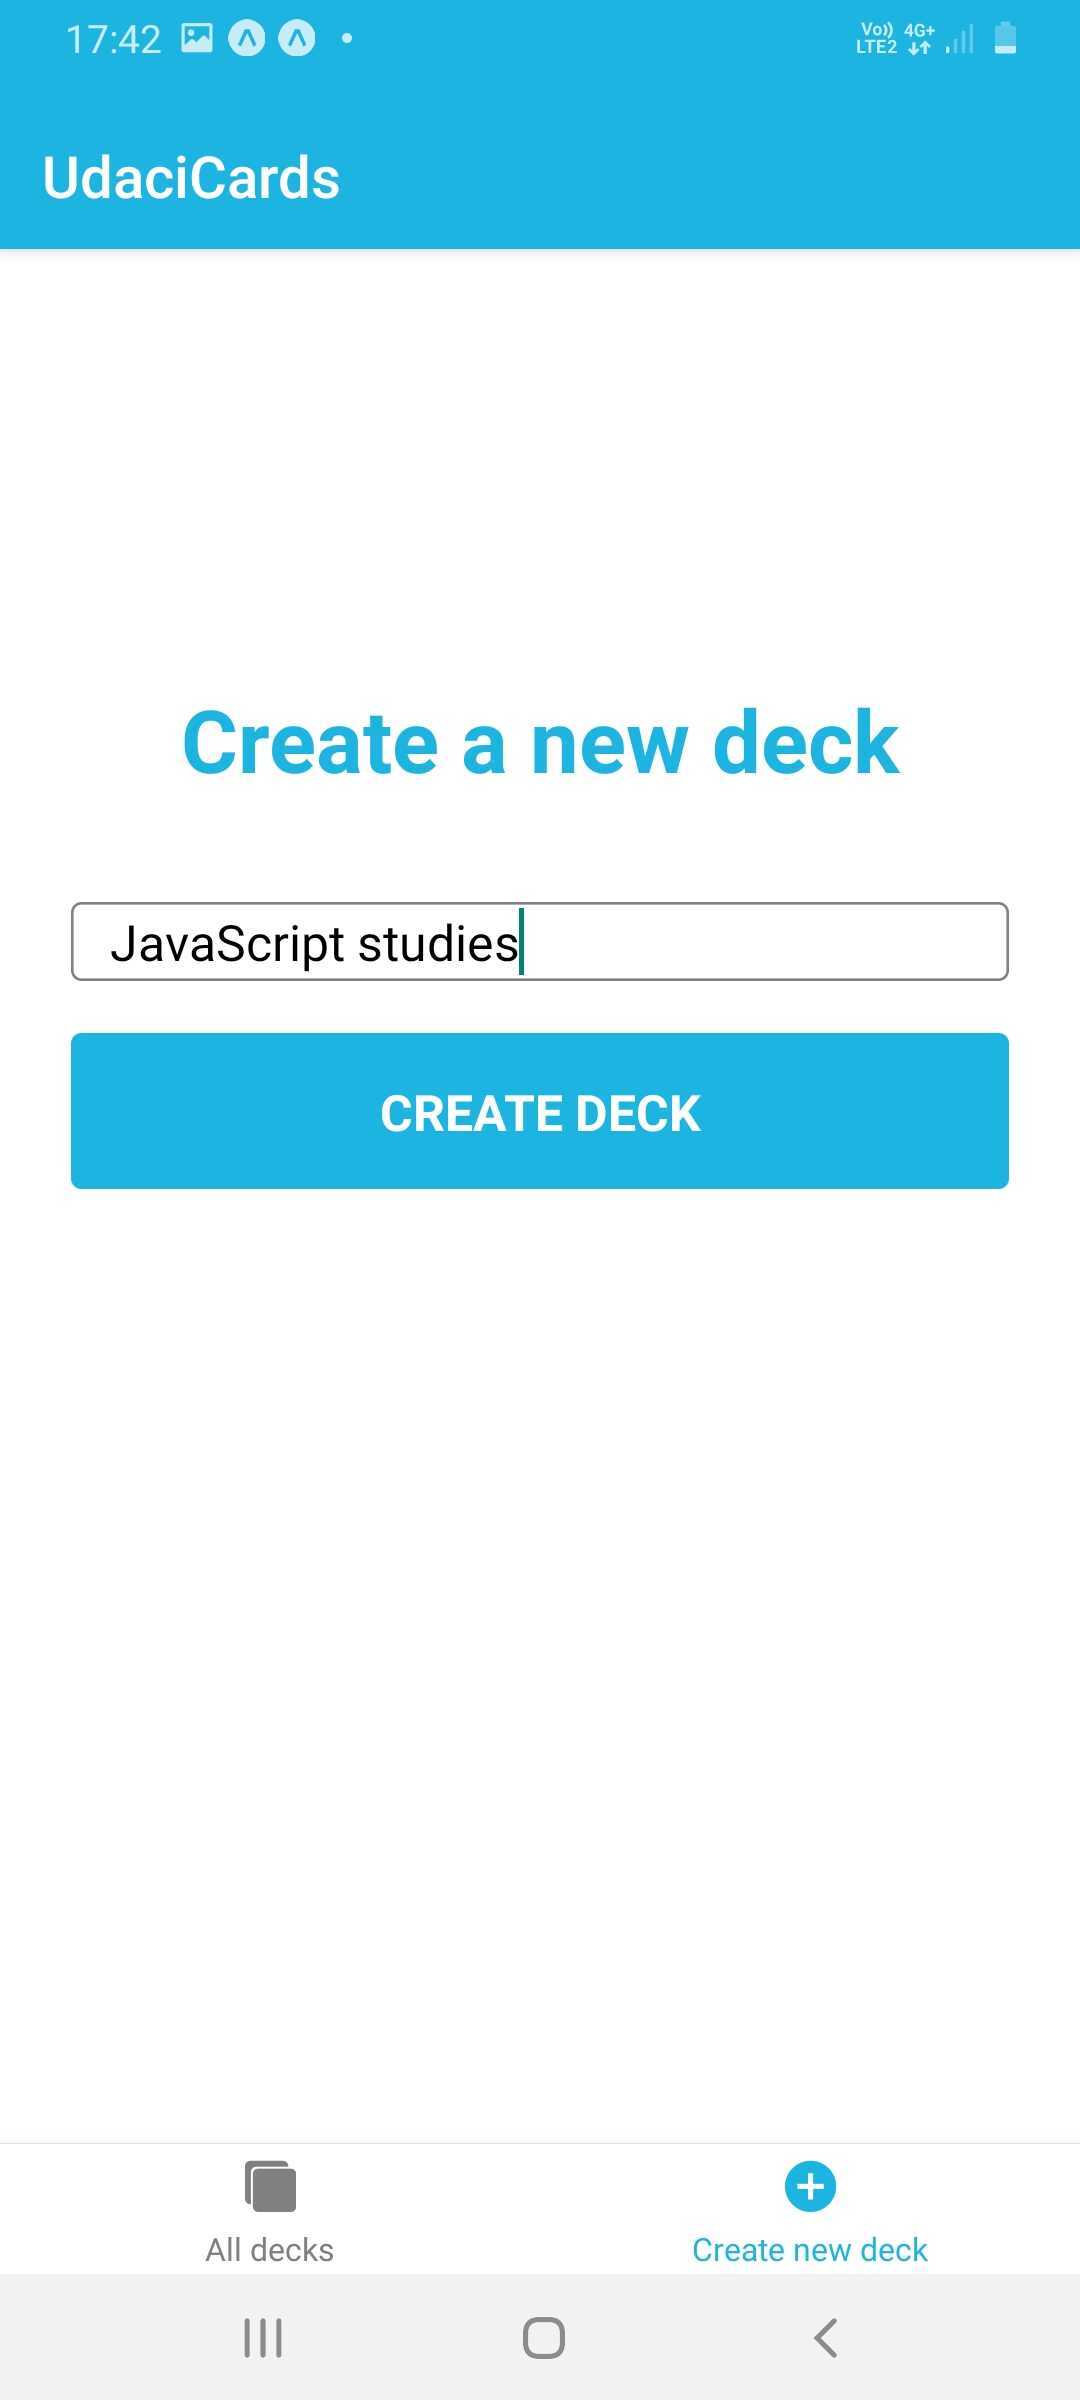 17:42 Vo)) 4G+
LTE2
UdaciCards
Create a new deck
JavaScript studies
CREATE DECK
All decks
Create new deck